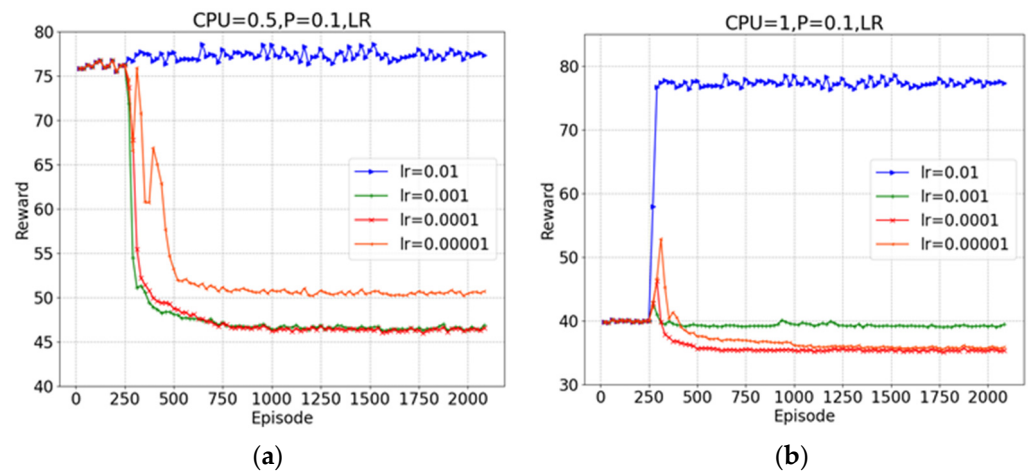 CPU=0.5,P=0.1,LR
80
75
70
65
60
55
50
45
40
Reward
lr=0.01
lr=0.001
lr=0.0001
lr=0.00001
0 250 500 750 1000 1250 1500 1750 2000
Episode
(a)
CPU=1,P=0.1,LR
80
70
60
50
40
30
Reward
lr=0.01
lr=0.001
lr=0.0001
lr=0.00001
0 250 500 750 1000 1250 1500 1750 2000
Episode
(b)